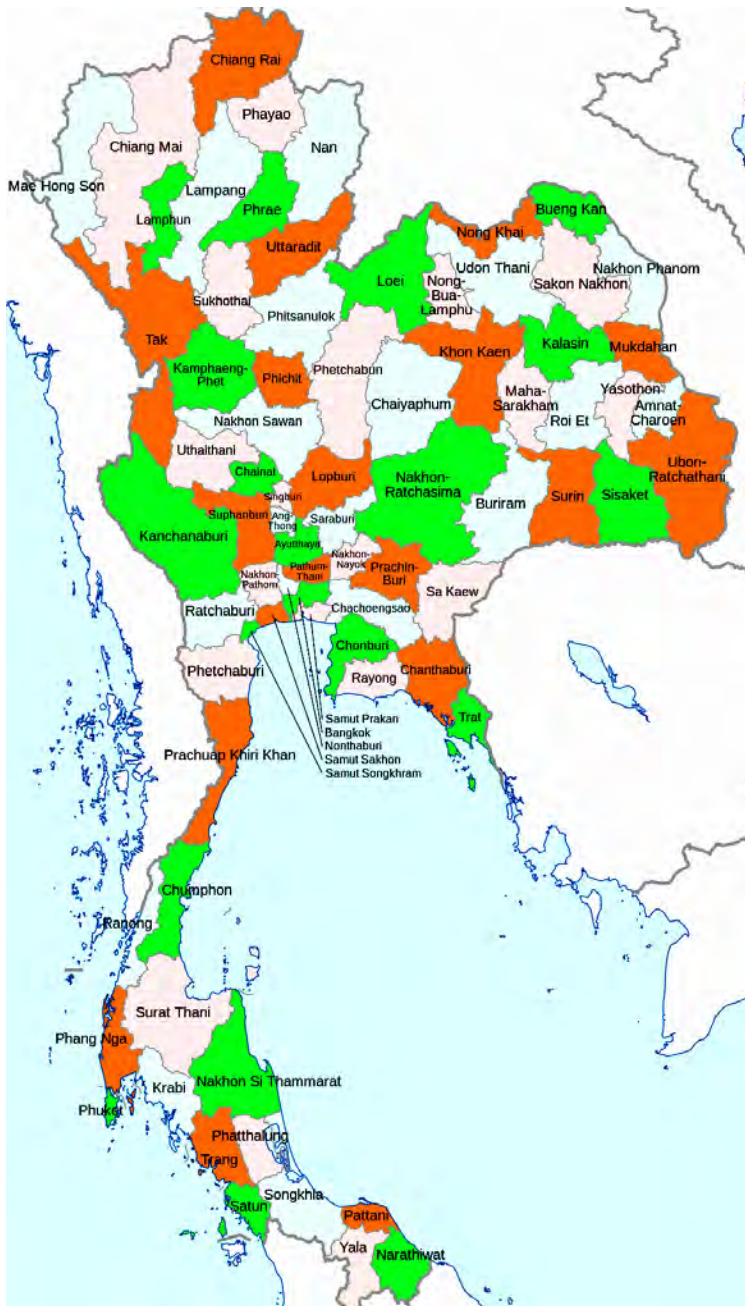 Chiang Rai
Phayao
Chiang Mai
Nan
Mae Hong Son
Lampang
Lamphun
Phrae
Bueng Kan
Nong Khai
Uttaradit
Udon Thani
Nakhon Phanom
Loei
Nong-
Bua-
Lamphu
Sakon Nakhon
Sukhothai
Phitsanulok
Tak
Khon Kaen
Kalasin
Mukdahan
Kamphaeng-
Phet
Phichit
Phetchabun
Maha-
Sarakham
Yasothon
Amnat-
Charoen
Chaiyaphum
Roi Et
Nakhon Sawan
Uthaithani
Chainat
Lopburi
Nakhon-
Ratchasima
Ubon-
Ratchathani
Singburi
Buriram
Surin
Sisaket
Suphanburi
Ang-
Thong
Saraburi
Kanchanaburi
Ayutthaya
Nakhon-
Nayok
Pathum-
Thani
Prachin-
Buri
Nakhon-
Pathom
Sa Kaew
Ratchaburi
Chachoengsao
Chonburi
Phetchaburi
Rayong
Chanthaburi
Trat
Samut Prakan
Bangkok
Nonthaburi
Samut Sakhon
Samut Songkhram
Prachuap Khiri Khan
Chumphon
Ranong
Surat Thani
Phang Nga
Krabi
Nakhon Si Thammarat
Phuket
Phatthalung
Trang
Songkhla
Satun
Pattani
Yala
Narathiwat